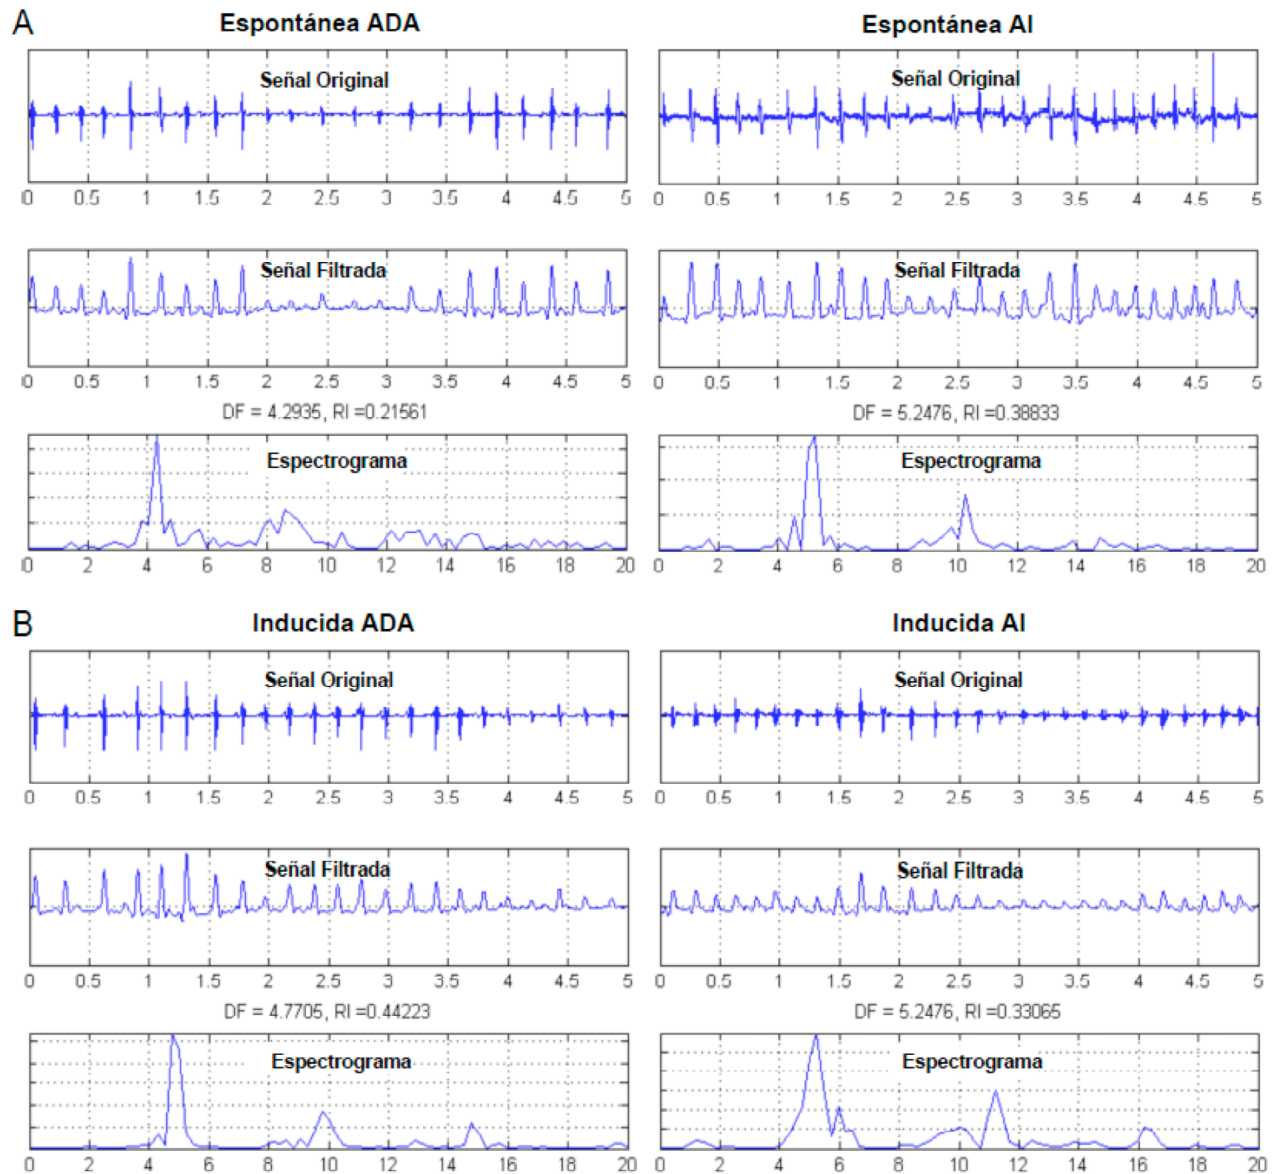 A
Espontánea ADA
Espontánea AI
Señal Original
Señal Original
0 0.5 1 1.5 2 2.5 3 3.5 4 4.5 5
0 0.5 1 1.5 2 2.5 3 3.5 4 4.5 5
Señal Filtrada
Señal Filtrada
0 0.5 1 1.5 2 2.5 3 3.5 4 4.5 5
0 0.5 1 1.5 2 2.5 3 3.5 4 4.5 5
DF = 4.2935, RI =0.21561
DF = 5.2476, RI =0.38833
Espectrograma
Espectrograma
0 2 4 6 8 10 12 14 16 18 20
0 2 4 6 8 10 12 14 16 18 20
B
Inducida ADA
Inducida AI
Señal Original
Señal Original
0 0.5 1 1.5 2 2.5 3 3.5 4 4.5 5
0 0.5 1 1.5 2 2.5 3 3.5 4 4.5 5
Señal Filtrada
Señal Filtrada
0 0.5 1 1.5 2 2.5 3 3.5 4 4.5 5
0 0.5 1 1.5 2 2.5 3 3.5 4 4.5 5
DF = 4.7705, RI =0.44223
DF = 5.2476, RI =0.33065
Espectrograma
Espectrograma
0 2 4 6 8 10 12 14 16 18 20
0 2 4 6 8 10 12 14 16 18 20